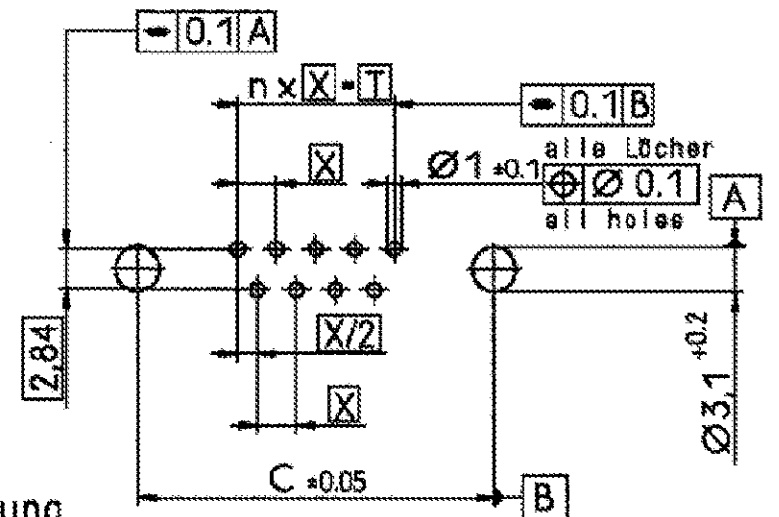 0.1 A
n x X = T
0.1 B
alle Löcher
X
Ø1 ±0.1
Ø 0.1
A
all holes
X/2
2,84
X
Ø3,1 +0.2
C ±0.05
B
ung